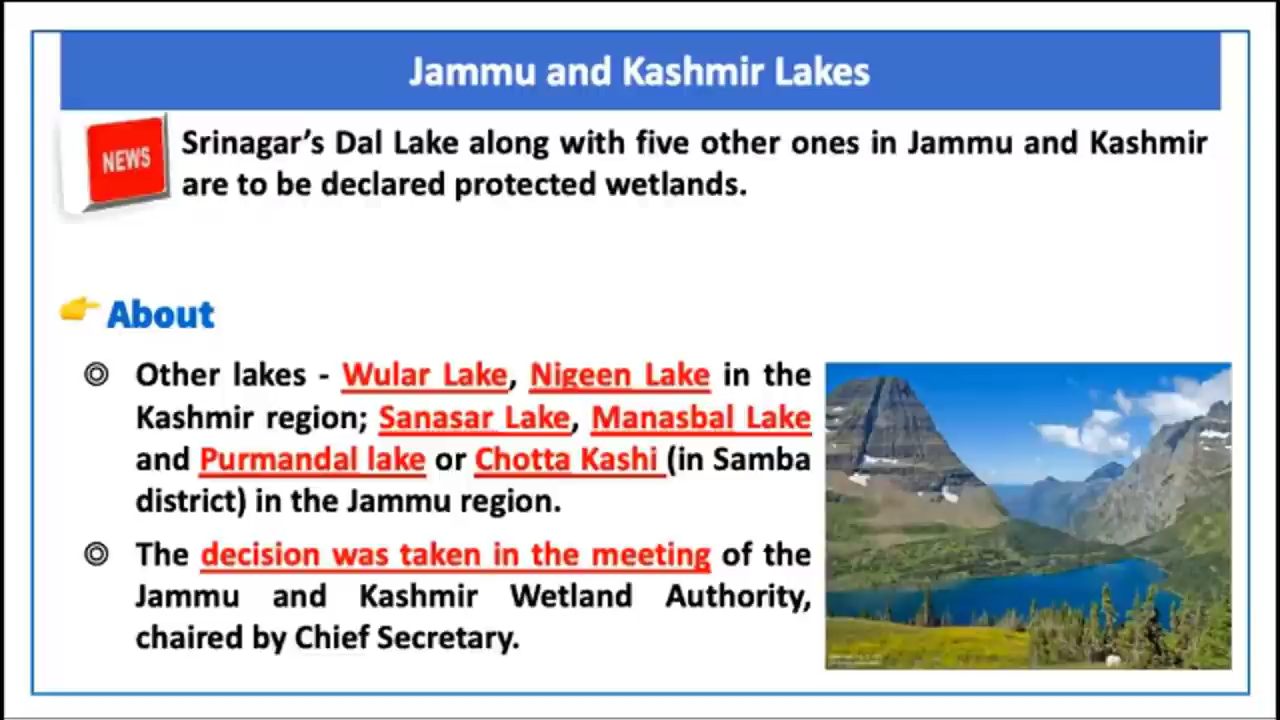 Jammu and Kashmir Lakes
NEWS
Srinagar’s Dal Lake along with five other ones in Jammu and Kashmir
are to be declared protected wetlands.
About
Other lakes - Wular Lake, Nigeen Lake in the
Kashmir region; Sanasar Lake, Manasbal Lake
and Purmandal lake or Chotta Kashi (in Samba
district) in the Jammu region.
The decision was taken in the meeting of the
Jammu and Kashmir Wetland Authority,
chaired by Chief Secretary.